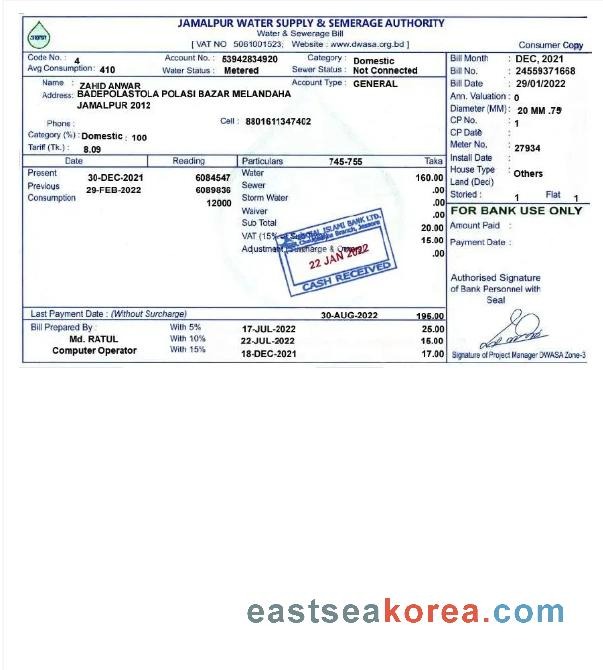 JAMALPUR WATER SUPPLY & SEMERAGE AUTHORITY
Water & Sewerage Bill
[ VAT NO 5061001523; Website : www.dwasa.org.bd ]
Consumer Copy
Code No. : 4 Account No. : 53942834920 Category : Domestic
Avg Consumption : 410 Water Status : Metered Sewer Status : Not Connected
Name : ZAHID ANWAR Account Type : GENERAL
Address: BADEPOLASTOLA POLASI BAZAR MELANDAHA
JAMALPUR 2012
Phone : Cell : 8801611347402
Category (%) : Domestic : 100
Tariff (Tk.) : 8.09
Bill Month : DEC, 2021
Bill No. : 24559371668
Bill Date : 29/01/2022
Ann. Valuation : 0
Diameter (MM) : 20 MM .75
CP No. : 1
CP Date :
Meter No. : 27934
Install Date :
House Type : Others
Land (Deci)
Storied : 1 Flat 1
Date Reading Particulars 745-755 Taka
Present 30-DEC-2021 6084547 Water 160.00
Previous 29-FEB-2022 6089836 Sewer .00
Consumption 12000 Storm Water .00
Waiver .00
Sub Total 20.00
VAT (15% 15.00
Adjustment .00
ISLAMI BANK LTD.
22 JAN 2022
CASH RECEIVED
FOR BANK USE ONLY
Amount Paid :
Payment Date :
Authorised Signature
of Bank Personnel with
Seal
Signature of Project Manager DWASA Zone-3
Last Payment Date : (Without Surcharge) 30-AUG-2022 196.00
Bill Prepared By : With 5% 17-JUL-2022 25.00
Md. RATUL With 10% 22-JUL-2022 15.00
Computer Operator With 15% 18-DEC-2021 17.00
eastseakorea.com